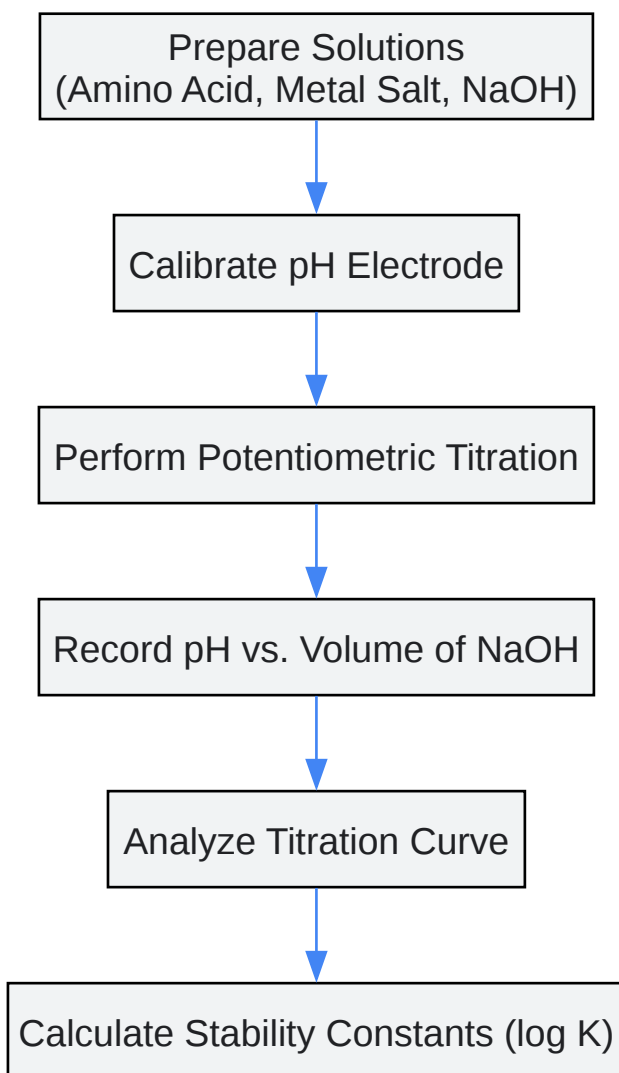 Prepare Solutions
(Amino Acid, Metal Salt, NaOH)
Calibrate pH Electrode
Perform Potentiometric Titration
Record pH vs. Volume of NaOH
Analyze Titration Curve
Calculate Stability Constants (log K)